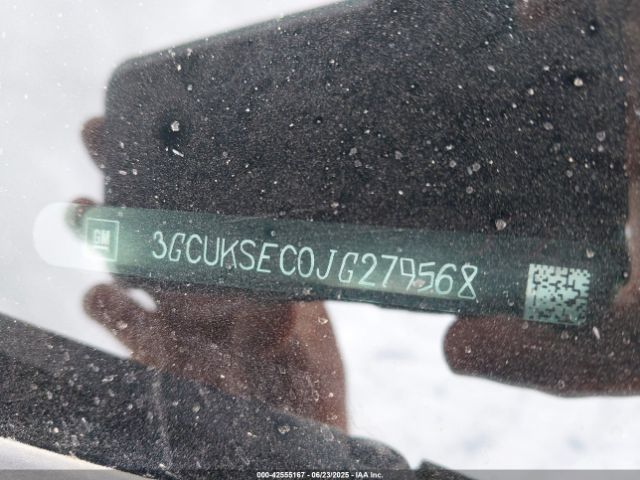 GM
3GCUKSEC0JG279568
000-42555167 - 06/23/2025 - IAA Inc.